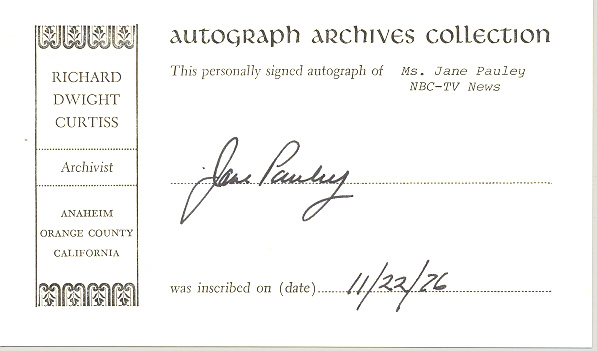 autograph archives collection
RICHARD
DWIGHT
CURTISS
Archivist
ANAHEIM
ORANGE COUNTY
CALIFORNIA
This personally signed autograph of Ms. Jane Pauley
NBC-TV News
Jane Pauley
was inscribed on (date) 11/22/76